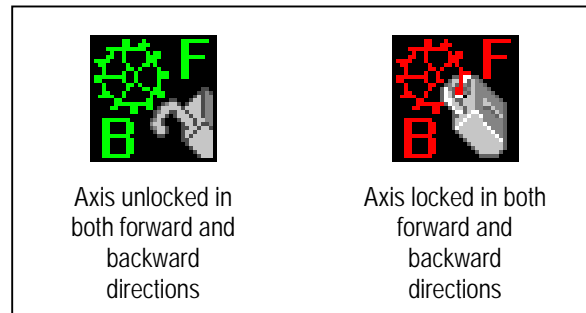 F
B
Axis unlocked in
both forward and
backward
directions
F
B
Axis locked in both
forward and
backward
directions